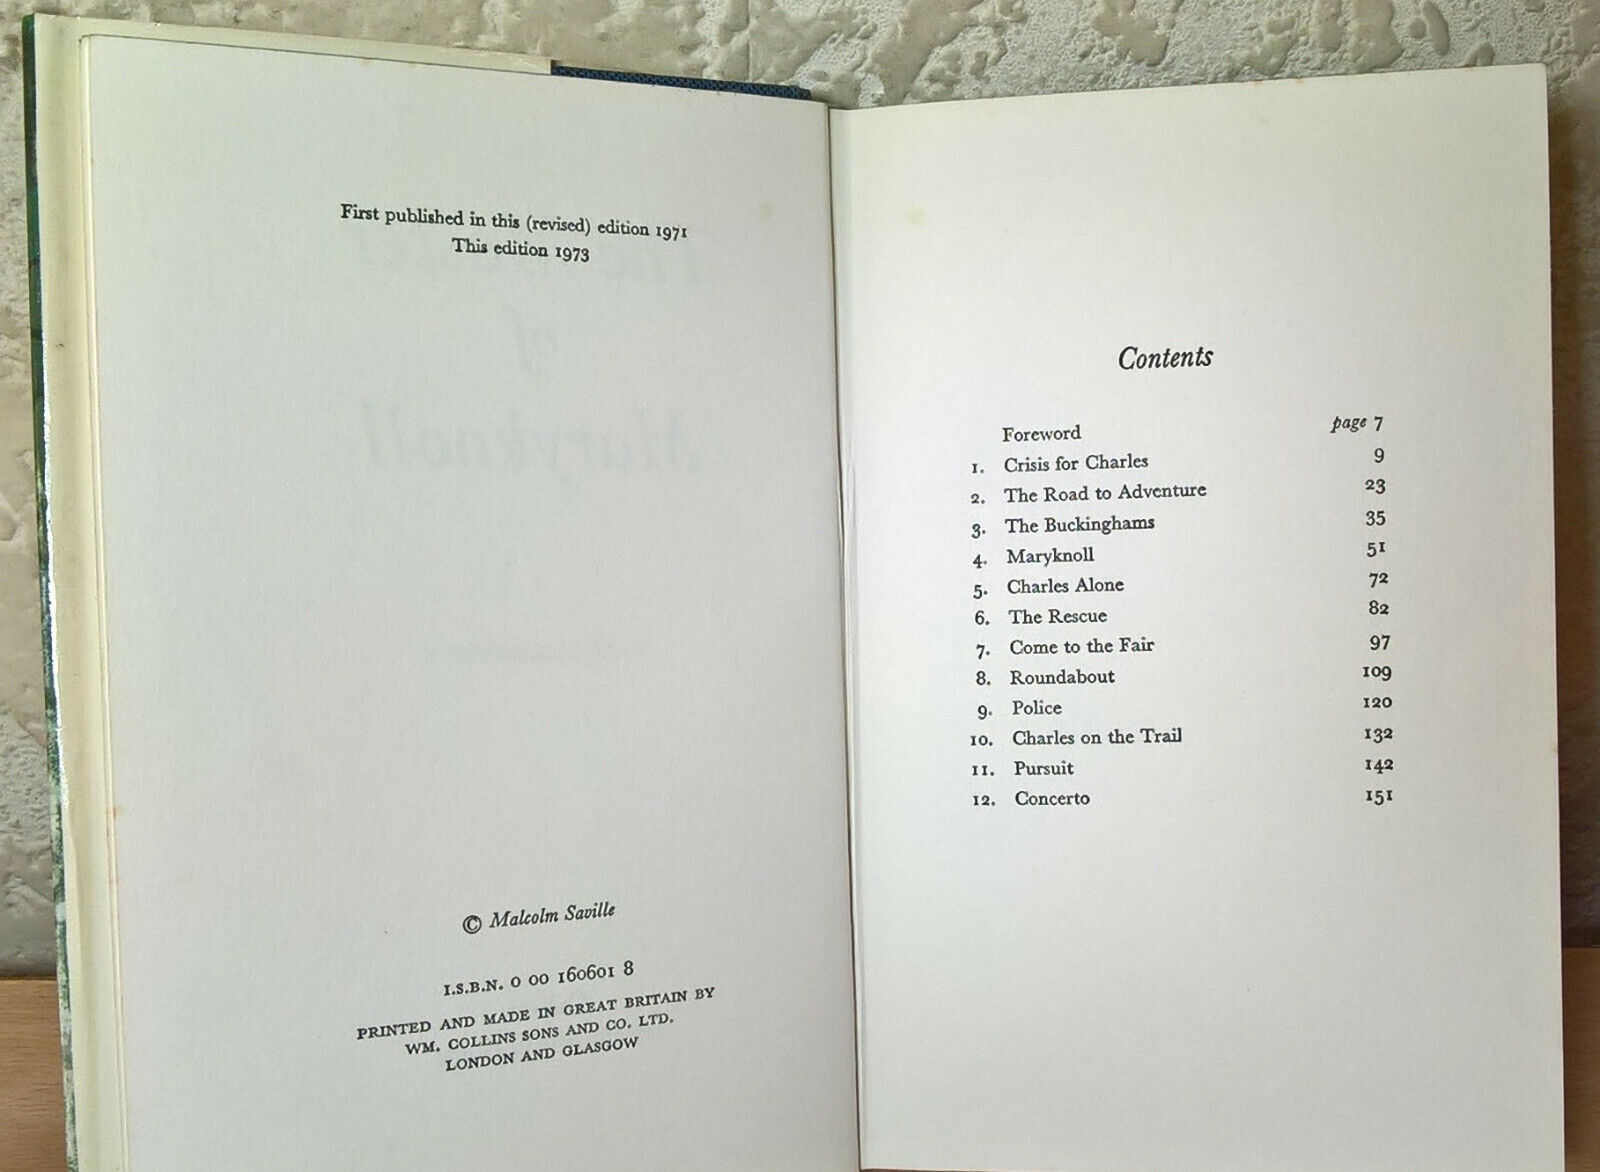 First published in this (revised) edition 1971
This edition 1973
© Malcolm Saville
I.S.B.N. 0 00 160601 8
PRINTED AND MADE IN GREAT BRITAIN BY
WM. COLLINS SONS AND CO. LTD.
LONDON AND GLASGOW
Contents
Foreword page 7
1. Crisis for Charles 9
2. The Road to Adventure 23
3. The Buckinghams 35
4. Maryknoll 51
5. Charles Alone 72
6. The Rescue 82
7. Come to the Fair 97
8. Roundabout 109
9. Police 120
10. Charles on the Trail 132
11. Pursuit 142
12. Concerto 151